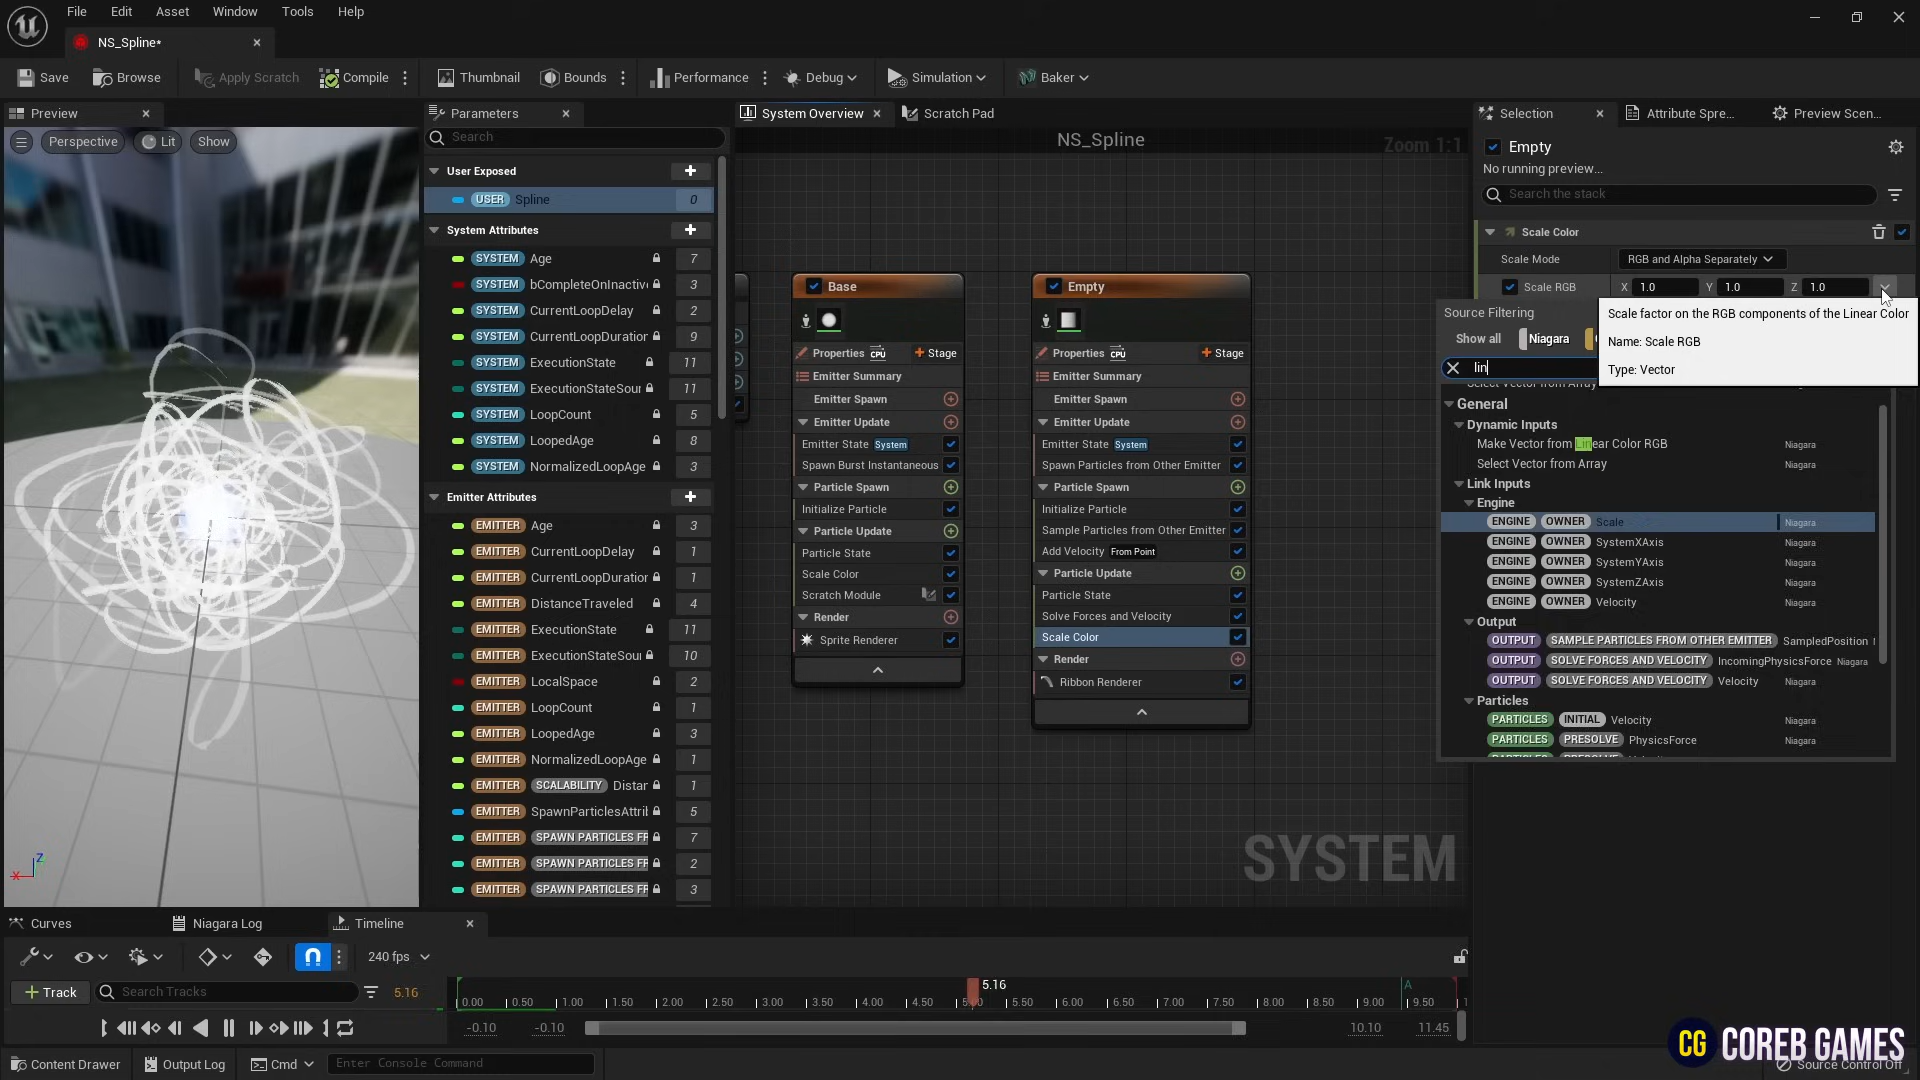 File Edit Asset Window Tools Help
NS_Spline*
Save Browse Apply Scratch Compile Thumbnail Bounds Performance Debug Simulation Baker
Preview
Perspective Lit Show
Parameters
Search
User Exposed
USER Spline 0
System Attributes
SYSTEM Age 7
SYSTEM bCompleteOnInactiv 3
SYSTEM CurrentLoopDelay 2
SYSTEM CurrentLoopDuration 9
SYSTEM ExecutionState 11
SYSTEM ExecutionStateSour 11
SYSTEM LoopCount 5
SYSTEM LoopedAge 8
SYSTEM NormalizedLoopAge 3
Emitter Attributes
EMITTER Age 3
EMITTER CurrentLoopDelay 1
EMITTER CurrentLoopDuration 1
EMITTER DistanceTraveled 4
EMITTER ExecutionState 11
EMITTER ExecutionStateSour 10
EMITTER LocalSpace 2
EMITTER LoopCount 1
EMITTER LoopedAge 3
EMITTER NormalizedLoopAge 1
EMITTER SCALABILITY Distan 1
EMITTER SpawnParticlesAttril 5
EMITTER SPAWN PARTICLES FF 7
EMITTER SPAWN PARTICLES FF 2
EMITTER SPAWN PARTICLES FF 3
System Overview Scratch Pad
NS_Spline
Zoom 1:1
Base
Properties CPU Stage
Emitter Summary
Emitter Spawn
Emitter Update
Emitter State System
Spawn Burst Instantaneous
Particle Spawn
Initialize Particle
Particle Update
Particle State
Scale Color
Scratch Module
Render
Sprite Renderer
Empty
Properties CPU Stage
Emitter Summary
Emitter Spawn
Emitter Update
Emitter State System
Spawn Particles from Other Emitter
Particle Spawn
Initialize Particle
Sample Particles from Other Emitter
Add Velocity From Point
Particle Update
Particle State
Solve Forces and Velocity
Scale Color
Render
Ribbon Renderer
SYSTEM
Selection Attribute Spre... Preview Scen...
Empty
No running preview...
Search the stack
Scale Color
Scale Mode RGB and Alpha Separately
Scale RGB X 1.0 Y 1.0 Z 1.0
Source Filtering
Show all Niagara
Scale factor on the RGB components of the Linear Color
Name: Scale RGB
Type: Vector
lin
Select Vector from Array
General
Dynamic Inputs
Make Vector from Linear Color RGB Niagara
Select Vector from Array Niagara
Link Inputs
Engine
ENGINE OWNER Scale Niagara
ENGINE OWNER SystemXAxis Niagara
ENGINE OWNER SystemYAxis Niagara
ENGINE OWNER SystemZAxis Niagara
ENGINE OWNER Velocity Niagara
Output
OUTPUT SAMPLE PARTICLES FROM OTHER EMITTER SampledPosition
OUTPUT SOLVE FORCES AND VELOCITY IncomingPhysicsForce Niagara
OUTPUT SOLVE FORCES AND VELOCITY Velocity Niagara
Particles
PARTICLES INITIAL Velocity Niagara
PARTICLES PRESOLVE PhysicsForce Niagara
Z
X
Curves Niagara Log Timeline
240 fps
Track Search Tracks 5.16
5.16
A
0.00 0.50 1.00 1.50 2.00 2.50 3.00 3.50 4.00 4.50 5.00 5.50 6.00 6.50 7.00 7.50 8.00 8.50 9.00 9.50
-0.10 -0.10 10.10 11.45
Content Drawer Output Log Cmd Enter Console Command
CG COREB GAMES
Source Control Off